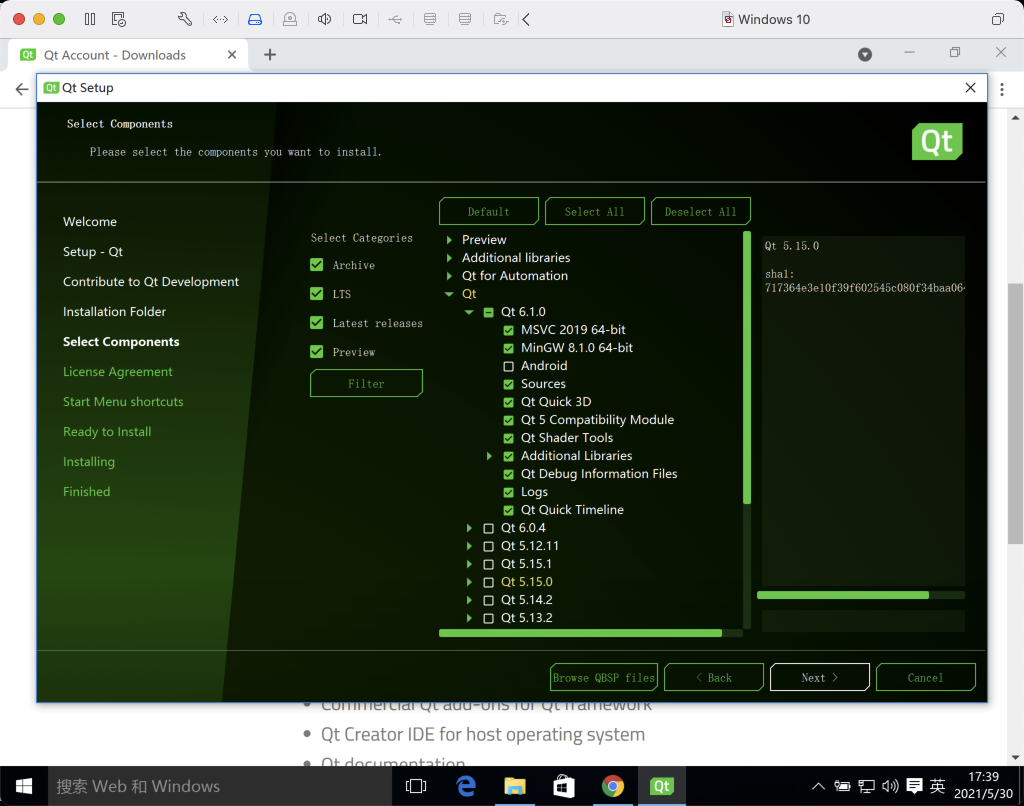 Windows 10
Qt Account - Downloads
Qt Setup
Select Components
Please select the components you want to install.
Qt
Welcome
Setup - Qt
Contribute to Qt Development
Installation Folder
Select Components
License Agreement
Start Menu shortcuts
Ready to Install
Installing
Finished
Select Categories
Archive
LTS
Latest releases
Preview
Filter
Default
Select All
Deselect All
Preview
Additional libraries
Qt for Automation
Qt
Qt 6.1.0
MSVC 2019 64-bit
MinGW 8.1.0 64-bit
Android
Sources
Qt Quick 3D
Qt 5 Compatibility Module
Qt Shader Tools
Additional Libraries
Qt Debug Information Files
Logs
Qt Quick Timeline
Qt 6.0.4
Qt 5.12.11
Qt 5.15.1
Qt 5.15.0
Qt 5.14.2
Qt 5.13.2
Qt 5.15.0
sha1:
717364e3e10f39f602545c080f34baa064
Browse QBSP files
< Back
Next >
Cancel
Commercial Qt add-ons for Qt framework
Qt Creator IDE for host operating system
Qt documentation
搜索 Web 和 Windows
英
17:39
2021/5/30